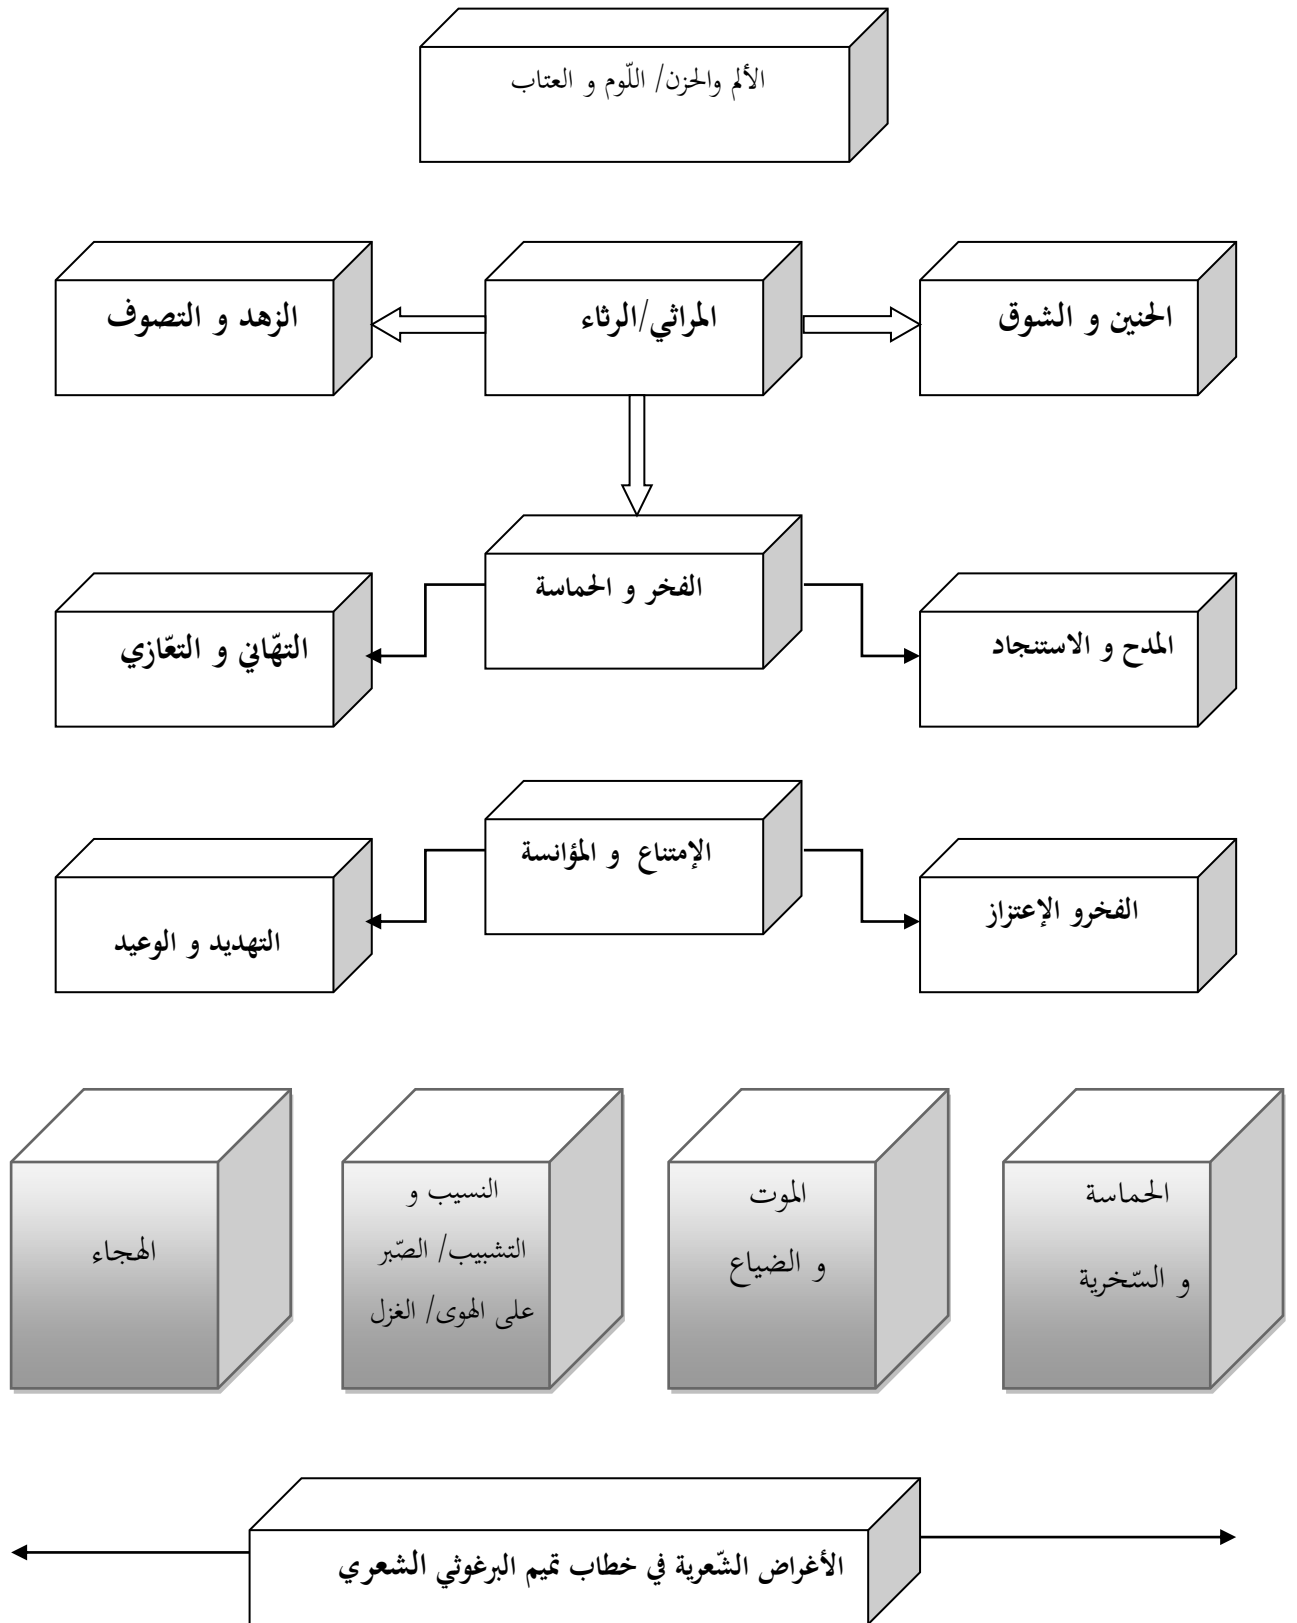 الألم والحزن/ اللّوم و العتاب
الحنين و الشوق
المراثي/الرثاء
الزهد و التصوف
الفخر و الحماسة
المدح و الاستنجاد
التهّاني و التعّازي
الإمتناع و المؤانسة
الفخرو الإعتزاز
التهديد و الوعيد
الحماسة
و السّخرية
الموت
و الضياع
النسيب و
التشبيب/ الصّبر
على الهوى/ الغزل
الهجاء
الأغراض الشّعرية في خطاب تميم البرغوثي الشعري